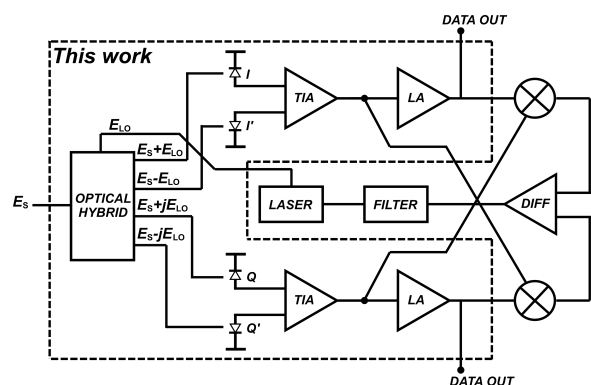 DATA OUT
This work
I
TIA
LA
I'
E_LO
E_S+E_LO
E_S-E_LO
E_S
OPTICAL
HYBRID
LASER
FILTER
DIFF
E_S+jE_LO
E_S-jE_LO
Q
TIA
LA
Q'
DATA OUT